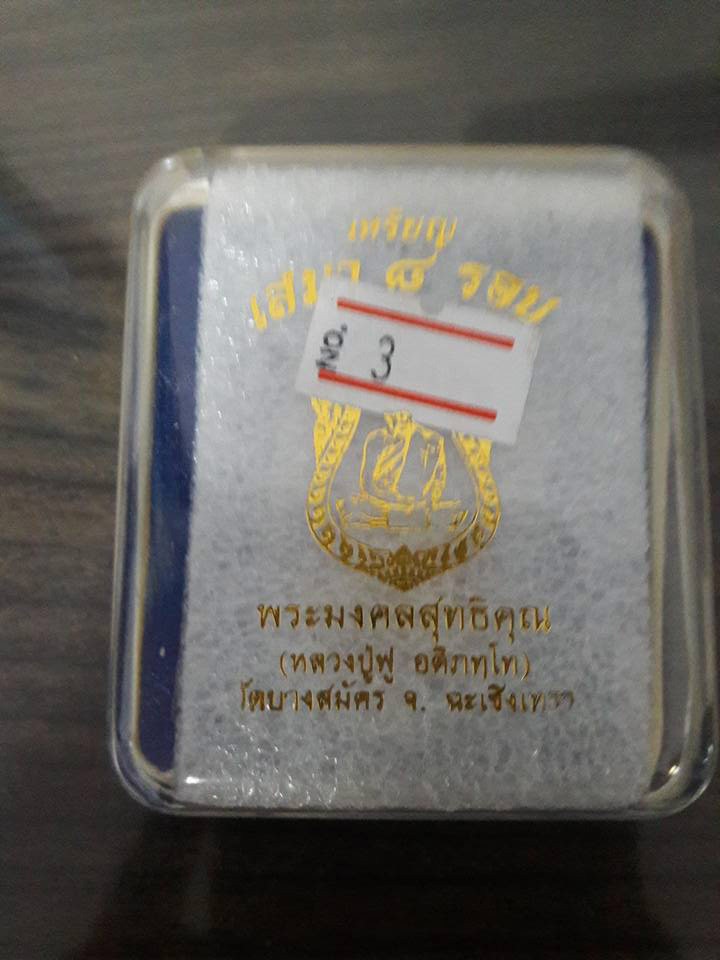 เหรียญ
เสมา ๘ รอบ
NO. 3
พระมงคลสุทธิคุณ
(หลวงปู่ฟู อติภทฺโท)
วัดบางสมัคร จ. ฉะเชิงเทรา